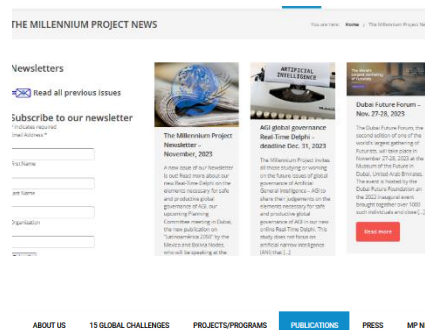 THE MILLENNIUM PROJECT NEWS
You are here: Home / The Millennium Project
Newsletters
Read all previous issues
Subscribe to our newsletter
* indicates required
Email Address *
First Name
Last Name
Organization
The Millennium Project
Newsletter –
November, 2023
A new issue of our Newsletter
is out! Read more about our
new Real-Time Delphi on the
elements necessary for safe
and productive global
governance of AGI, our
upcoming Planning
Committee meeting in Dubai,
the new publication on
"Latinoamérica 2050" by the
México and Bolivia Nodes,
who will be speaking at the
ARTIFICIAL
INTELLIGENCE
AGI global governance
Real-Time Delphi –
deadline Dec. 31, 2023
The Millennium Project invites
all those studying or working
on the future issues of global
governance of Artificial
General Intelligence – AGI to
share their judgements on the
elements necessary for safe
and productive global
governance of AGI in our new
online Real-Time Delphi. This
study does not focus on
artificial narrow intelligence
(ANI) that [...]
The world's
largest gathering
of futurists
Dubai Future Forum –
Nov. 27-28, 2023
The Dubai Future Forum, the
second edition of one of the
world's largest gathering of
Futurists, will take place in
November 27-28, 2023 at the
Museum of the Future in
Dubai, United Arab Emirates.
The event is hosted by the
Dubai Future Foundation an
the 2022 inaugural event
brought together over 1000
such individuals and close [...]
Read more
ABOUT US 15 GLOBAL CHALLENGES PROJECTS/PROGRAMS PUBLICATIONS PRESS MP